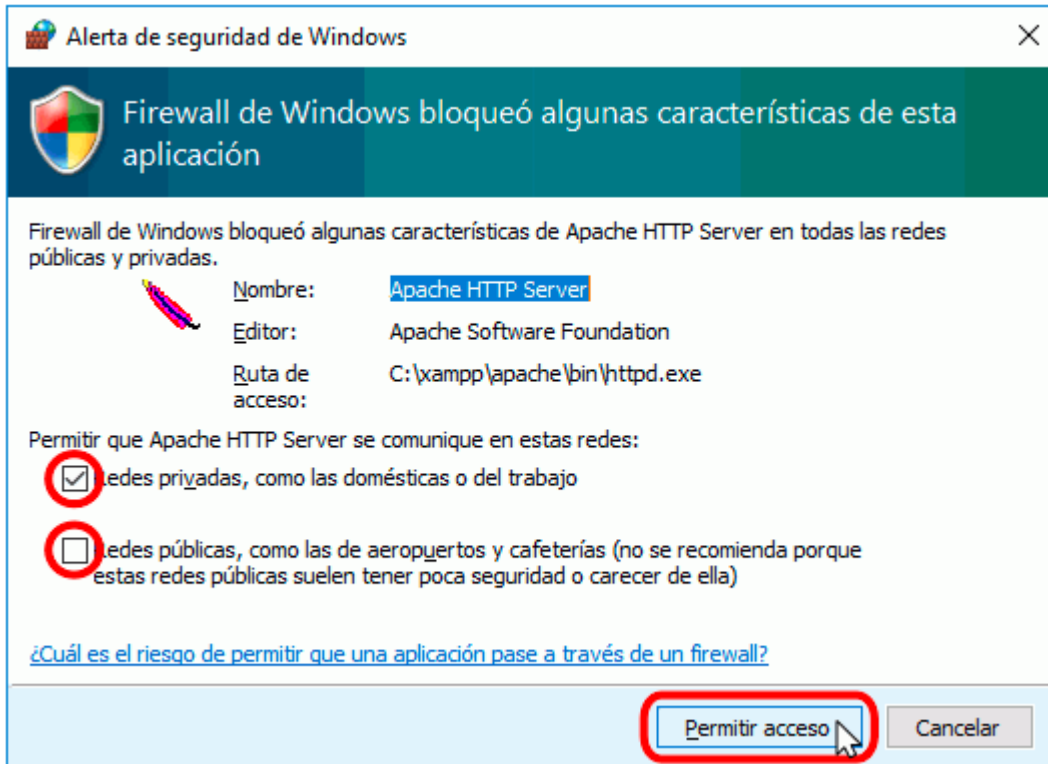 Alerta de seguridad de Windows
Firewall de Windows bloqueó algunas características de esta
aplicación
Firewall de Windows bloqueó algunas características de Apache HTTP Server en todas las redes
públicas y privadas.
Nombre: Apache HTTP Server
Editor: Apache Software Foundation
Ruta de acceso: C:\xampp\apache\bin\httpd.exe
Permitir que Apache HTTP Server se comunique en estas redes:
Redes privadas, como las domésticas o del trabajo
Redes públicas, como las de aeropuertos y cafeterías (no se recomienda porque
estas redes públicas suelen tener poca seguridad o carecer de ella)
¿Cuál es el riesgo de permitir que una aplicación pase a través de un firewall?
Permitir acceso Cancelar